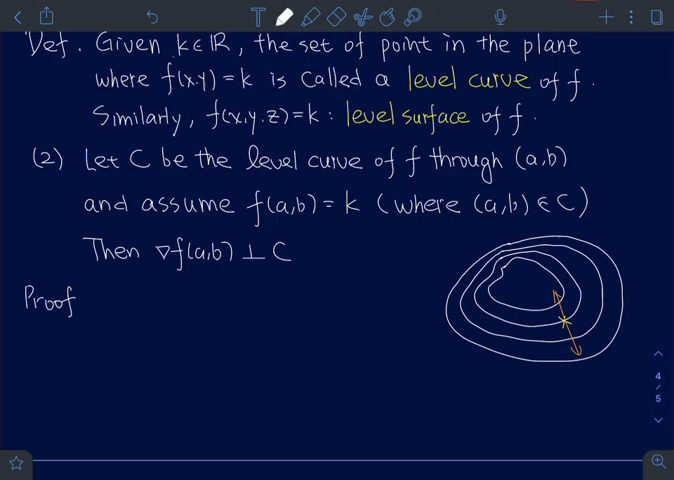 Def. Given k∈ℝ, the set of point in the plane
where f(x.y) = k is called a level curve of f.
Similarly, f(x,y.z) = k : level surface of f.
(2) Let C be the level curve of f through (a,b)
and assume f(a,b) = k (where (a,b) ∈ C)
Then ▽f(a,b) ⊥ C
Proof
4
/
5
T